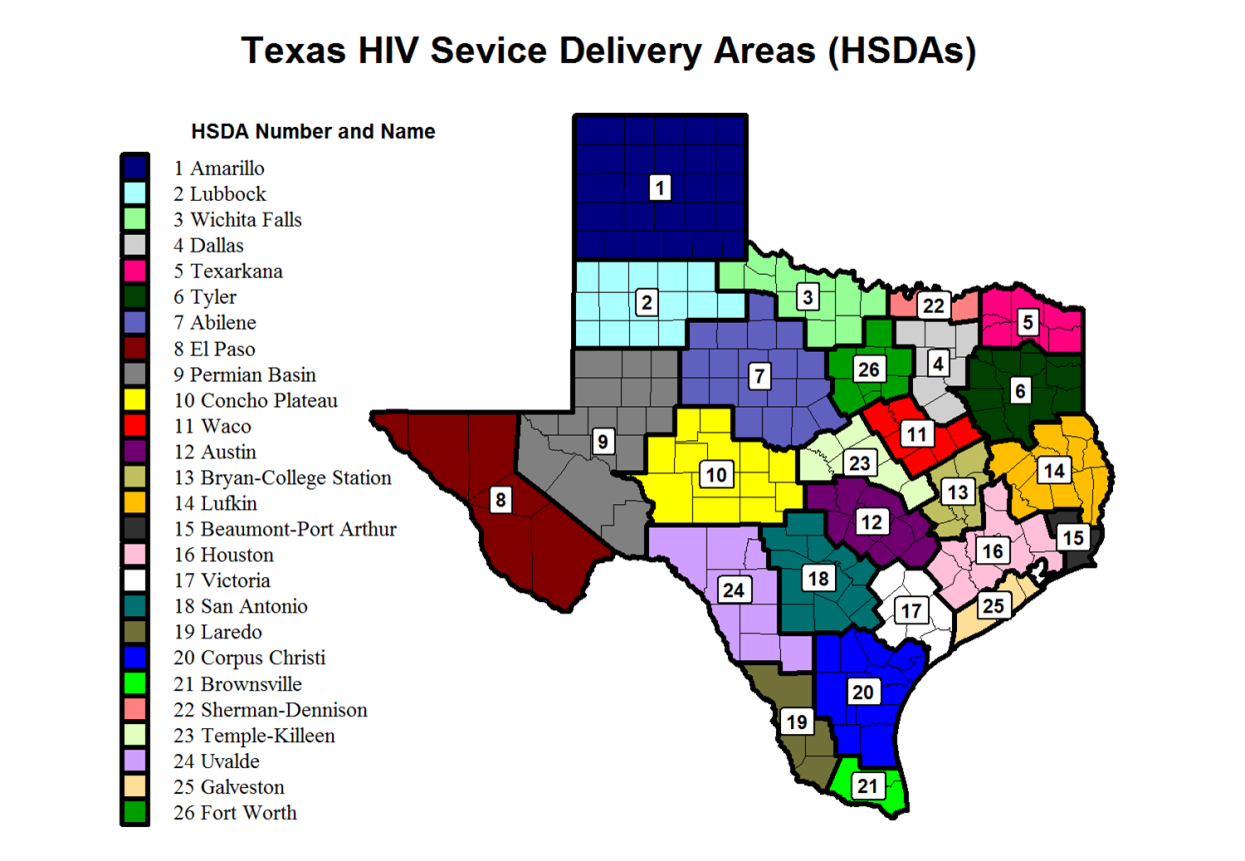 Texas HIV Sevice Delivery Areas (HSDAs)
HSDA Number and Name
1 Amarillo
2 Lubbock
3 Wichita Falls
4 Dallas
5 Texarkana
6 Tyler
7 Abilene
8 El Paso
9 Permian Basin
10 Concho Plateau
11 Waco
12 Austin
13 Bryan-College Station
14 Lufkin
15 Beaumont-Port Arthur
16 Houston
17 Victoria
18 San Antonio
19 Laredo
20 Corpus Christi
21 Brownsville
22 Sherman-Dennison
23 Temple-Killeen
24 Uvalde
25 Galveston
26 Fort Worth
1
2
3
22
5
4
26
7
6
11
9
23
14
10
13
8
12
15
16
18
24
25
17
20
19
21